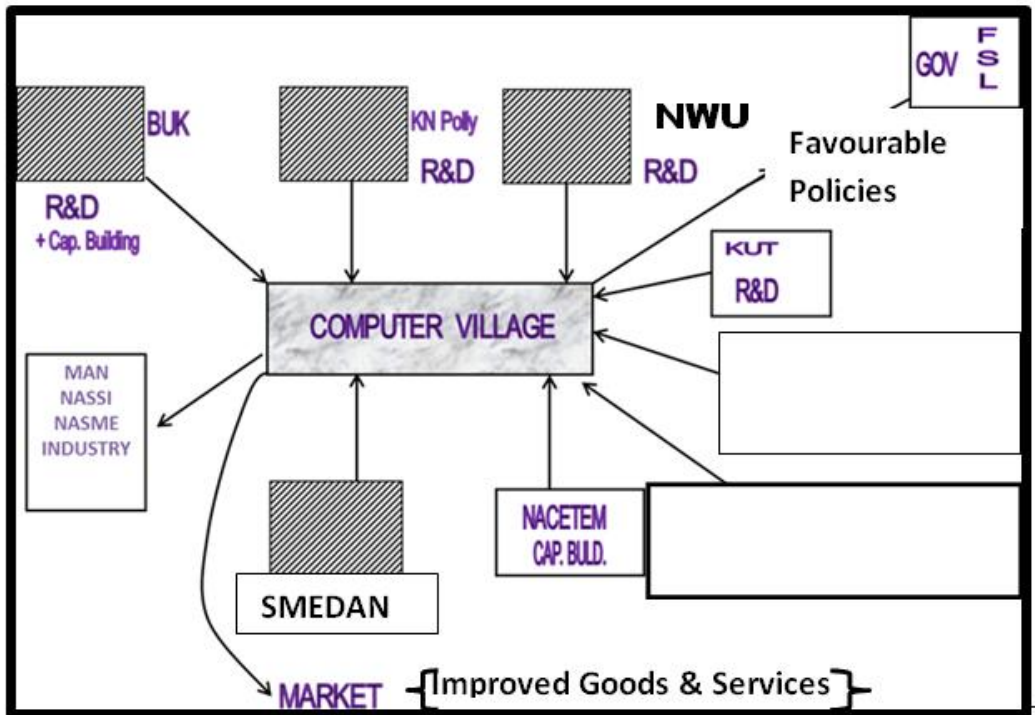 GOV
F
S
L
BUK
R&D
+ Cap. Building
KN Polly
R&D
NWU
R&D
Favourable
Policies
KUT
R&D
COMPUTER VILLAGE
MAN
NASSI
NASME
INDUSTRY
SMEDAN
NACETEM
CAP. BULD.
MARKET {Improved Goods & Services}